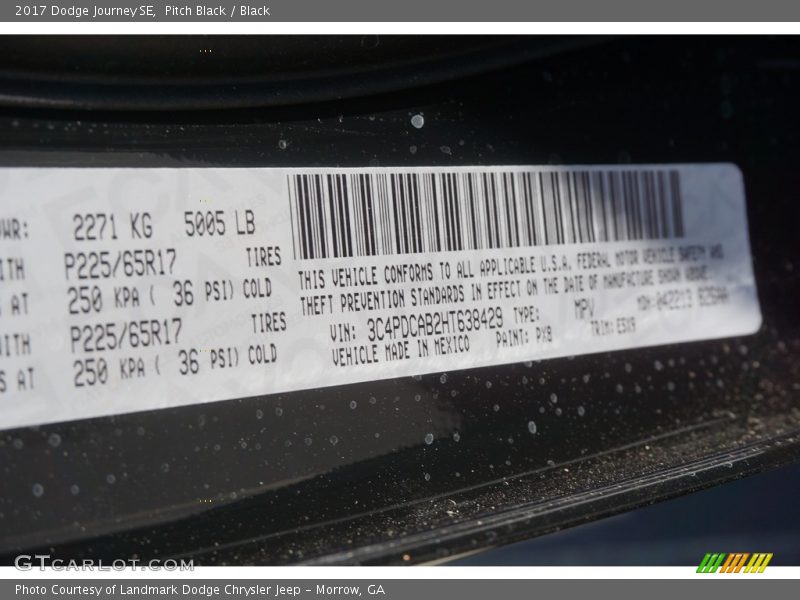 2017 Dodge Journey SE, Pitch Black / Black
WR: 2271 KG 5005 LB
ITH P225/65R17 TIRES
AT 250 KPA ( 36 PSI) COLD
WITH P225/65R17 TIRES
S AT 250 KPA ( 36 PSI) COLD
THIS VEHICLE CONFORMS TO ALL APPLICABLE U.S.A. FEDERAL MOTOR VEHICLE SAFETY AND
THEFT PREVENTION STANDARDS IN EFFECT ON THE DATE OF MANUFACTURE SHOWN ABOVE.
VIN: 3C4PDCAB2HT638429 TYPE: MPV
VEHICLE MADE IN MEXICO PAINT: PX8 TRIM:
GTCARLOT.COM
Photo Courtesy of Landmark Dodge Chrysler Jeep – Morrow, GA